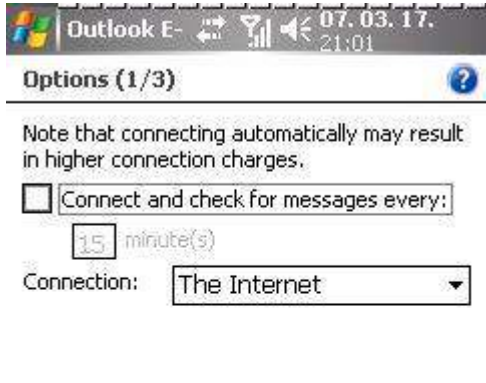 Outlook E- 07. 03. 17.
21:01
Options (1/3) ?
Note that connecting automatically may result
in higher connection charges.
Connect and check for messages every:
15 minute(s)
Connection: The Internet